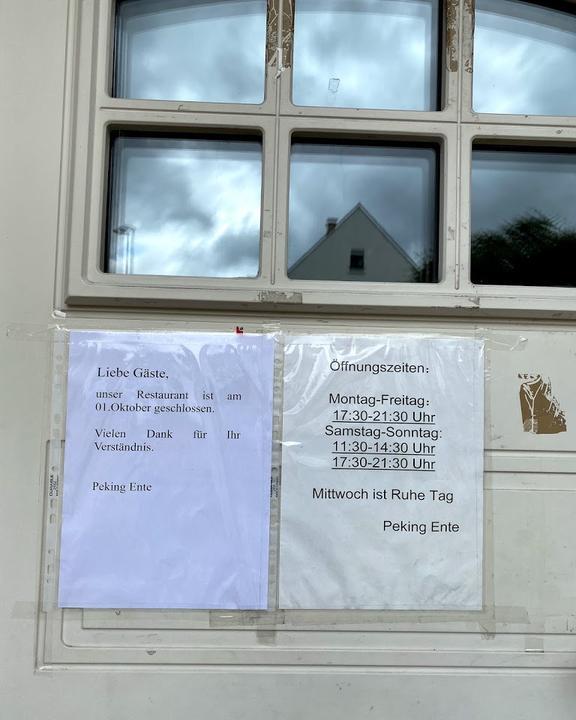 Liebe Gäste,
unser Restaurant ist am
01.Oktober geschlossen.
Vielen Dank für Ihr
Verständnis.
Peking Ente
Öffnungszeiten:
Montag-Freitag:
17:30-21:30 Uhr
Samstag-Sonntag:
11:30-14:30 Uhr
17:30-21:30 Uhr
Mittwoch ist Ruhe Tag
Peking Ente